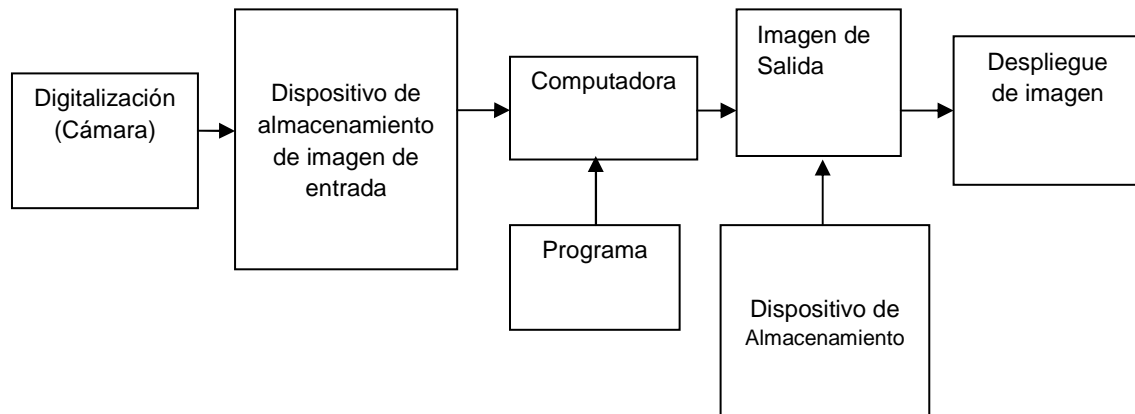 Digitalización
(Cámara)
Dispositivo de
almacenamiento
de imagen de
entrada
Computadora
Imagen de
Salida
Despliegue
de imagen
Programa
Dispositivo de
Almacenamiento